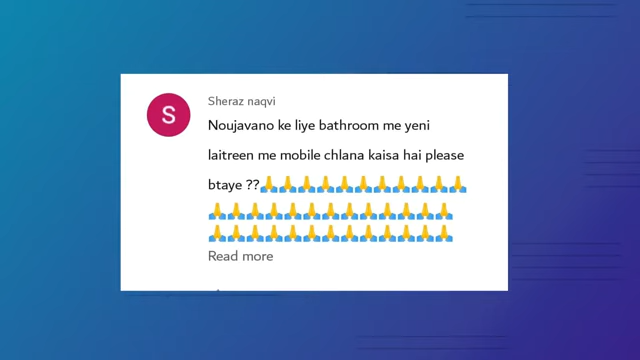 S
Sheraz naqvi
Noujavano ke liye bathroom me yeni
laitreen me mobile chlana kaisa hai please
btaye ??🙏🙏🙏🙏🙏🙏🙏🙏🙏🙏🙏
🙏🙏🙏🙏🙏🙏🙏🙏🙏🙏🙏🙏🙏
🙏🙏🙏🙏🙏🙏🙏🙏🙏🙏🙏🙏🙏
Read more